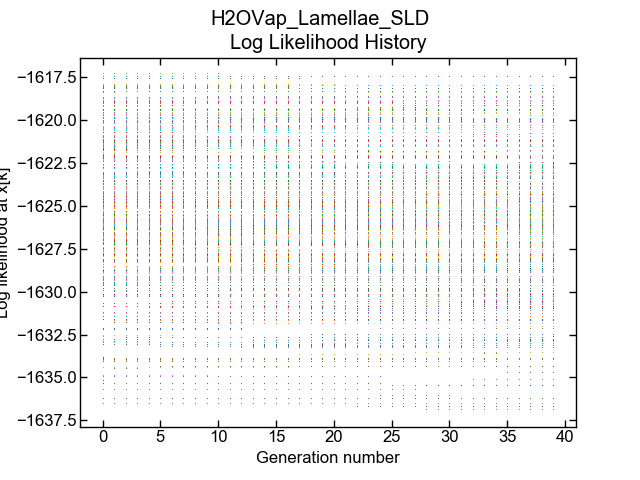 H2OVap_Lamellae_SLD
Log Likelihood History
−1617.5
−1620.0
−1622.5
−1625.0
−1627.5
−1630.0
−1632.5
−1635.0
−1637.5
Log likelihood at x[k]
0 5 10 15 20 25 30 35 40
Generation number